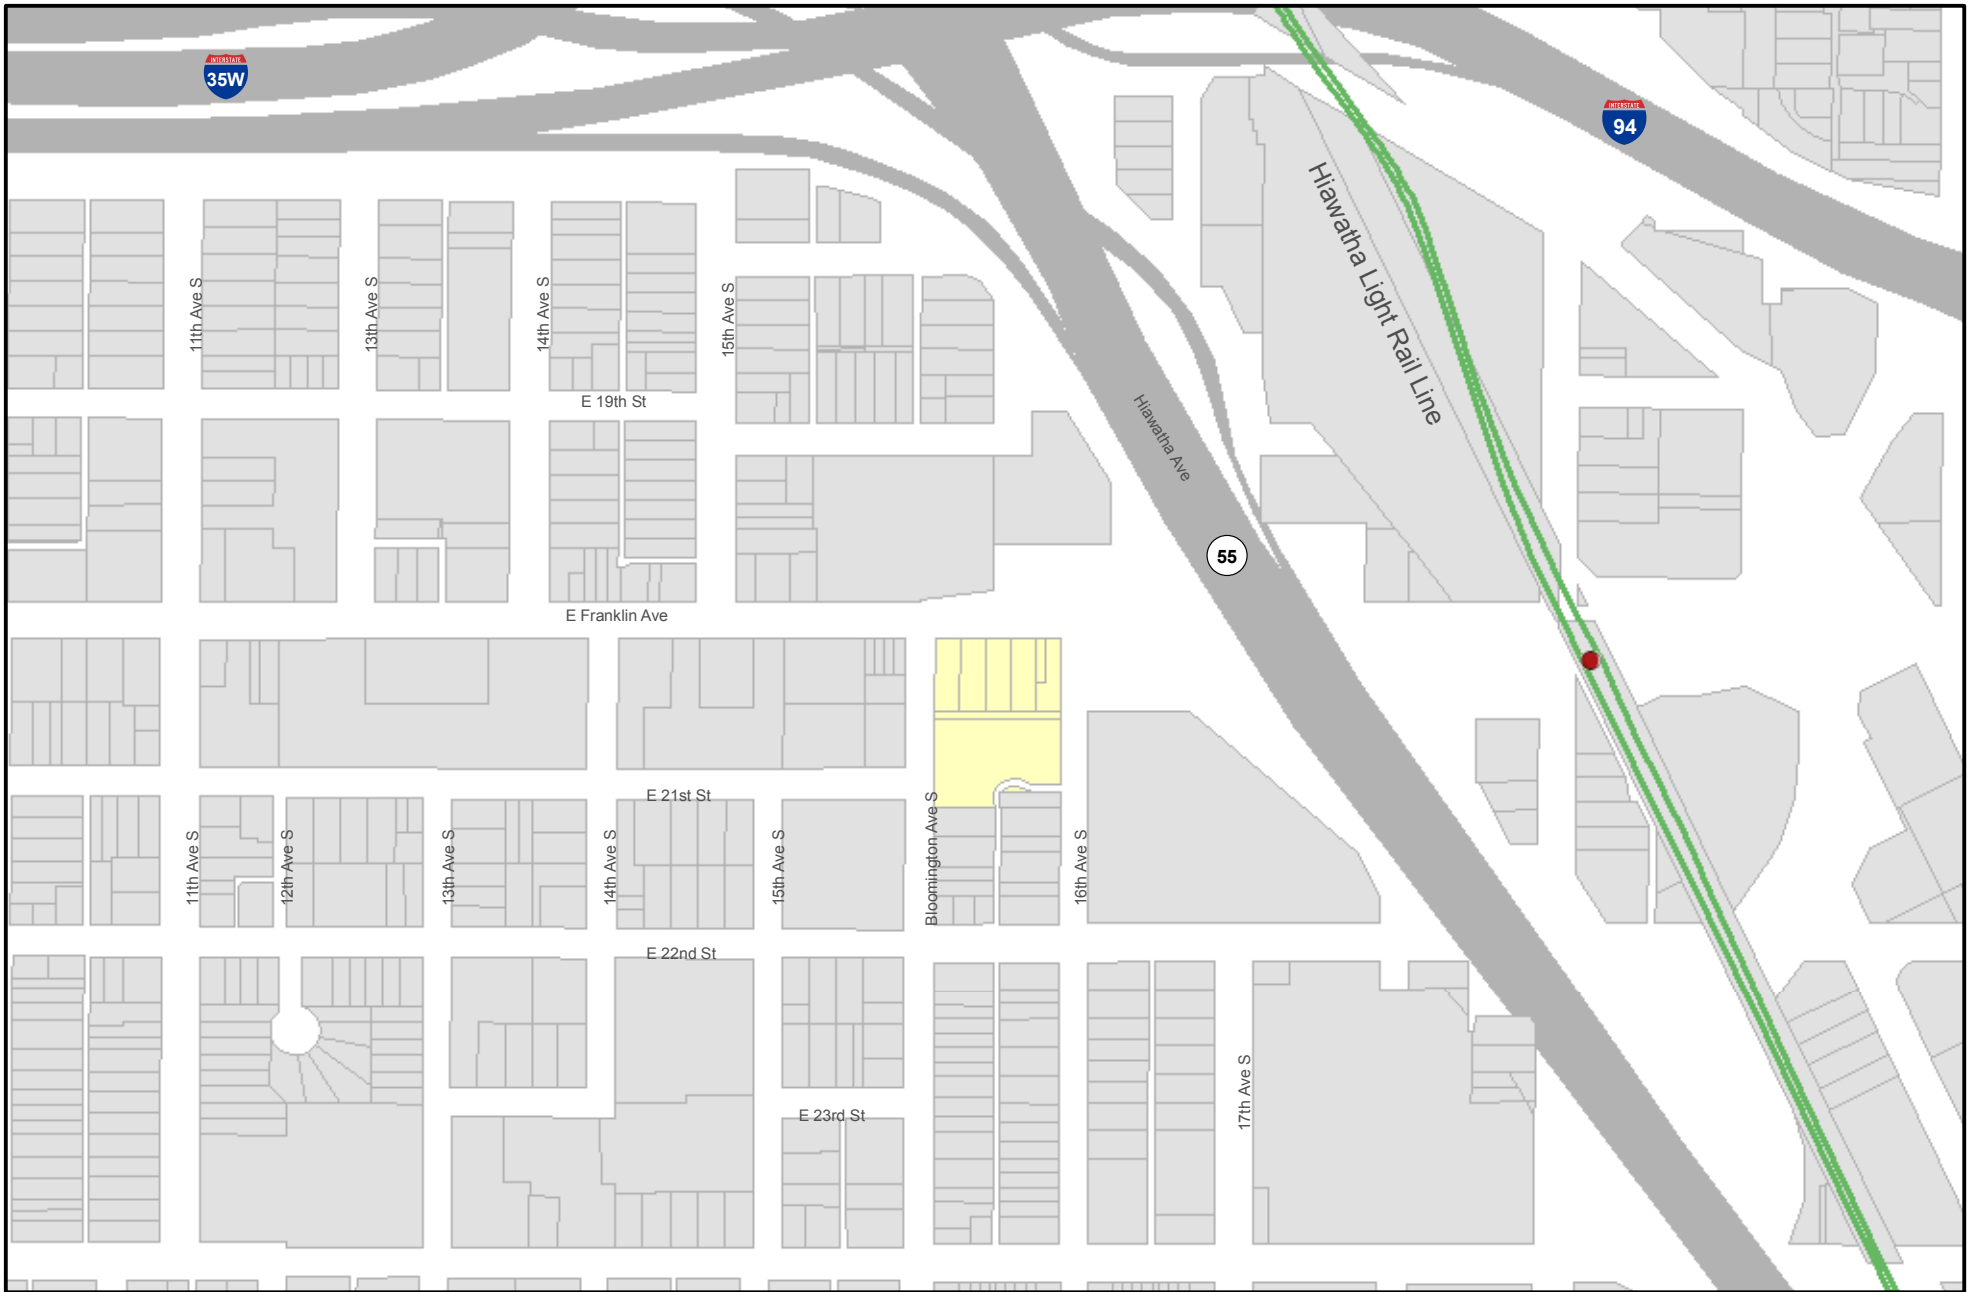 INTERSTATE
35W
INTERSTATE
94
Hiawatha Light Rail Line
11th Ave S
13th Ave S
14th Ave S
15th Ave S
E 19th St
Hiawatha Ave
55
E Franklin Ave
E 21st St
11th Ave S
12th Ave S
13th Ave S
14th Ave S
15th Ave S
Bloomington Ave S
16th Ave S
E 22nd St
17th Ave S
E 23rd St